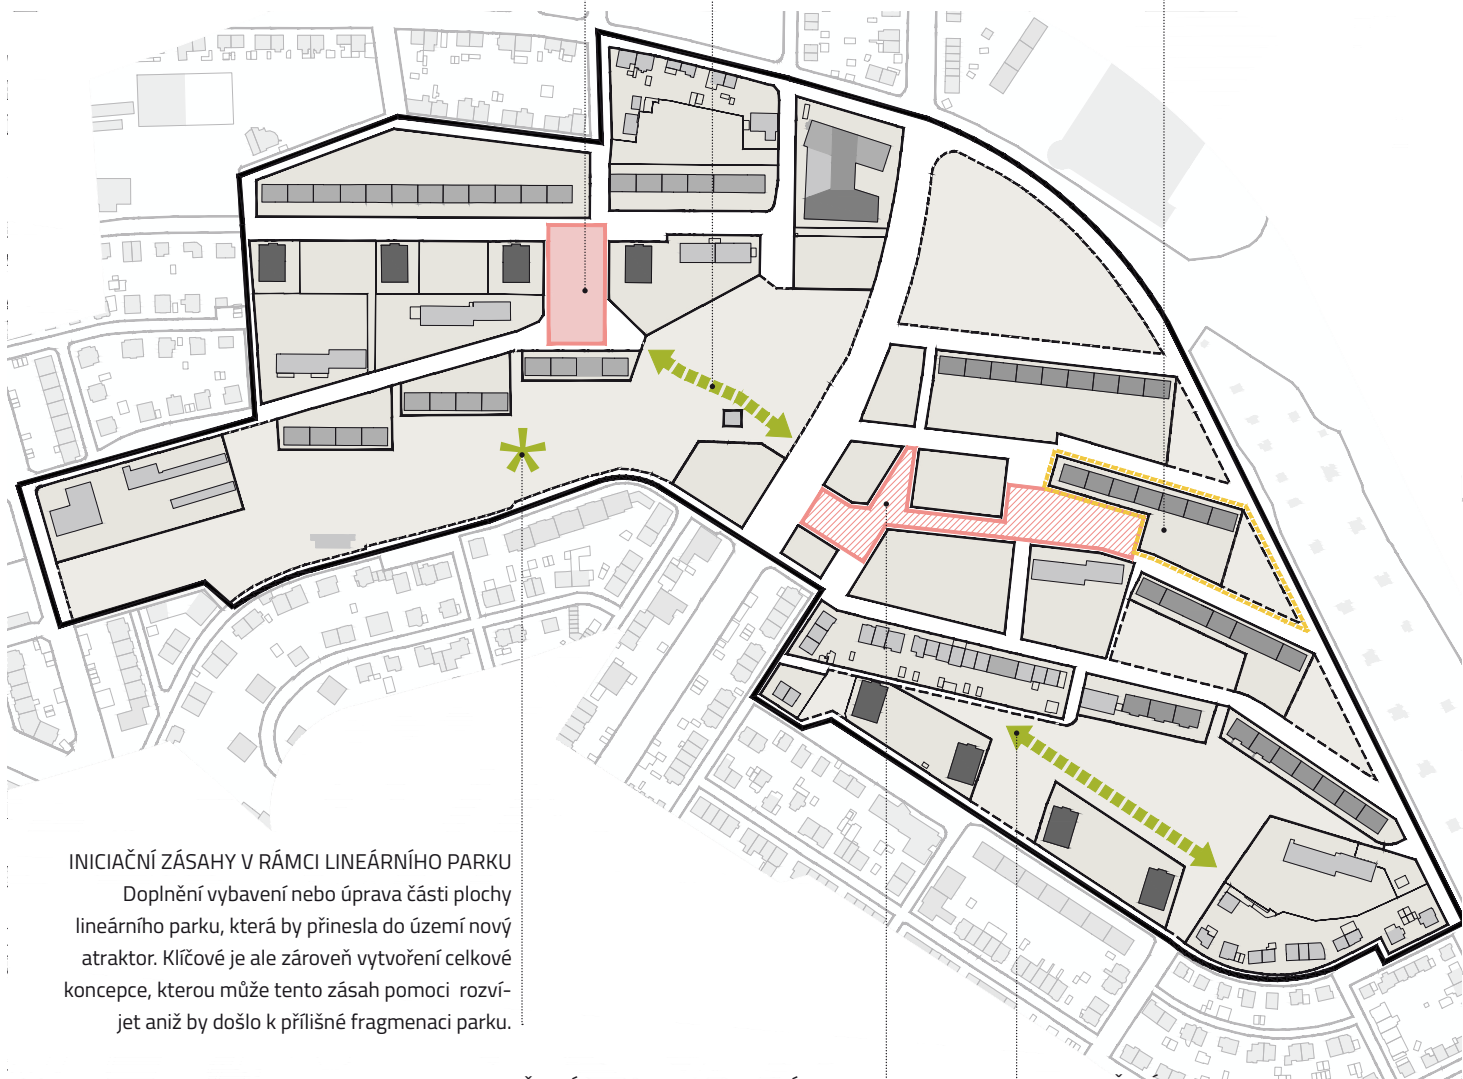 INICIAČNÍ ZÁSAHY V RÁMCI LINEÁRNÍHO PARKU
Doplnění vybavení nebo úprava části plochy
lineárního parku, která by přinesla do území nový
atraktor. Klíčové je ale zároveň vytvoření celkové
koncepce, kterou může tento zásah pomoci rozví-
jet aniž by došlo k přílišné fragmenaci parku.